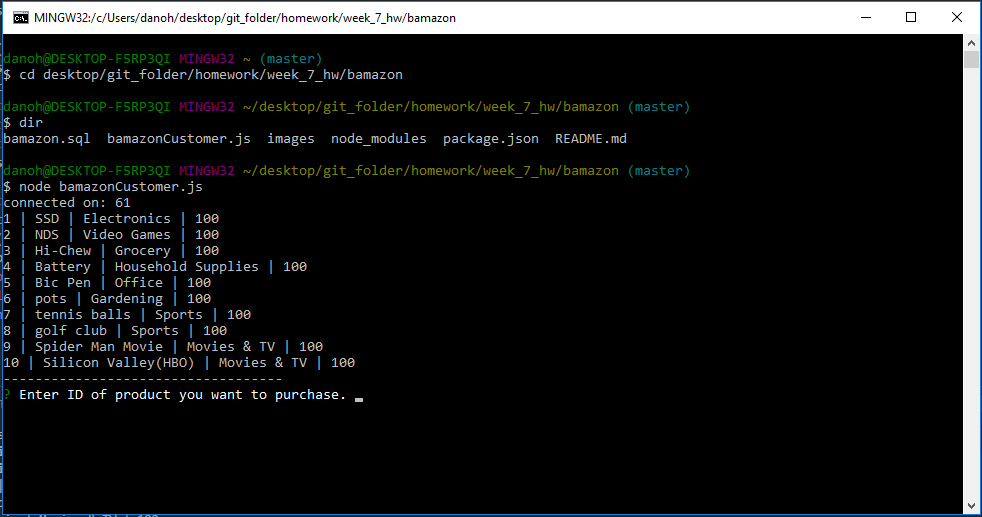 MINGW32:/c/Users/danoh/desktop/git_folder/homework/week_7_hw/bamazon
danoh@DESKTOP-F5RP3QI MINGW32 ~ (master)
$ cd desktop/git_folder/homework/week_7_hw/bamazon
danoh@DESKTOP-F5RP3QI MINGW32 ~/desktop/git_folder/homework/week_7_hw/bamazon (master)
$ dir
bamazon.sql  bamazonCustomer.js  images  node_modules  package.json  README.md
danoh@DESKTOP-F5RP3QI MINGW32 ~/desktop/git_folder/homework/week_7_hw/bamazon (master)
$ node bamazonCustomer.js
connected on: 61
1 | SSD | Electronics | 100
2 | NDS | Video Games | 100
3 | Hi-Chew | Grocery | 100
4 | Battery | Household Supplies | 100
5 | Bic Pen | Office | 100
6 | pots | Gardening | 100
7 | tennis balls | Sports | 100
8 | golf club | Sports | 100
9 | Spider Man Movie | Movies & TV | 100
10 | Silicon Valley(HBO) | Movies & TV | 100
-----------------------------------
? Enter ID of product you want to purchase.